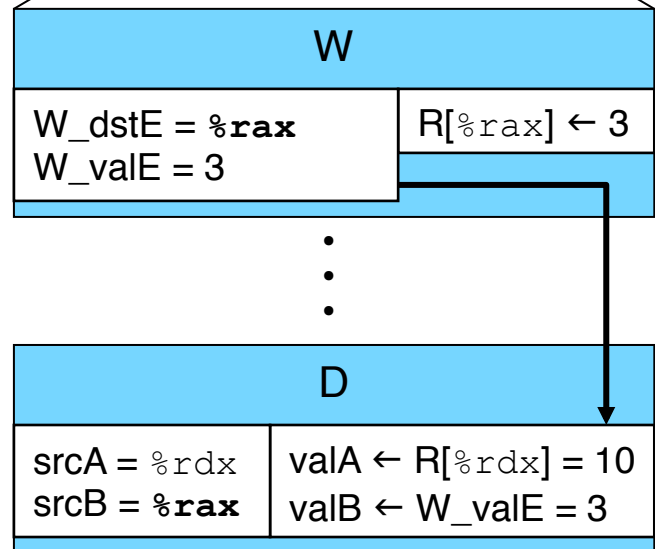 W
W_dstE = %rax
W_valE = 3
R[%rax] ← 3
D
srcA = %rdx
srcB = %rax
valA ← R[%rdx] = 10
valB ← W_valE = 3